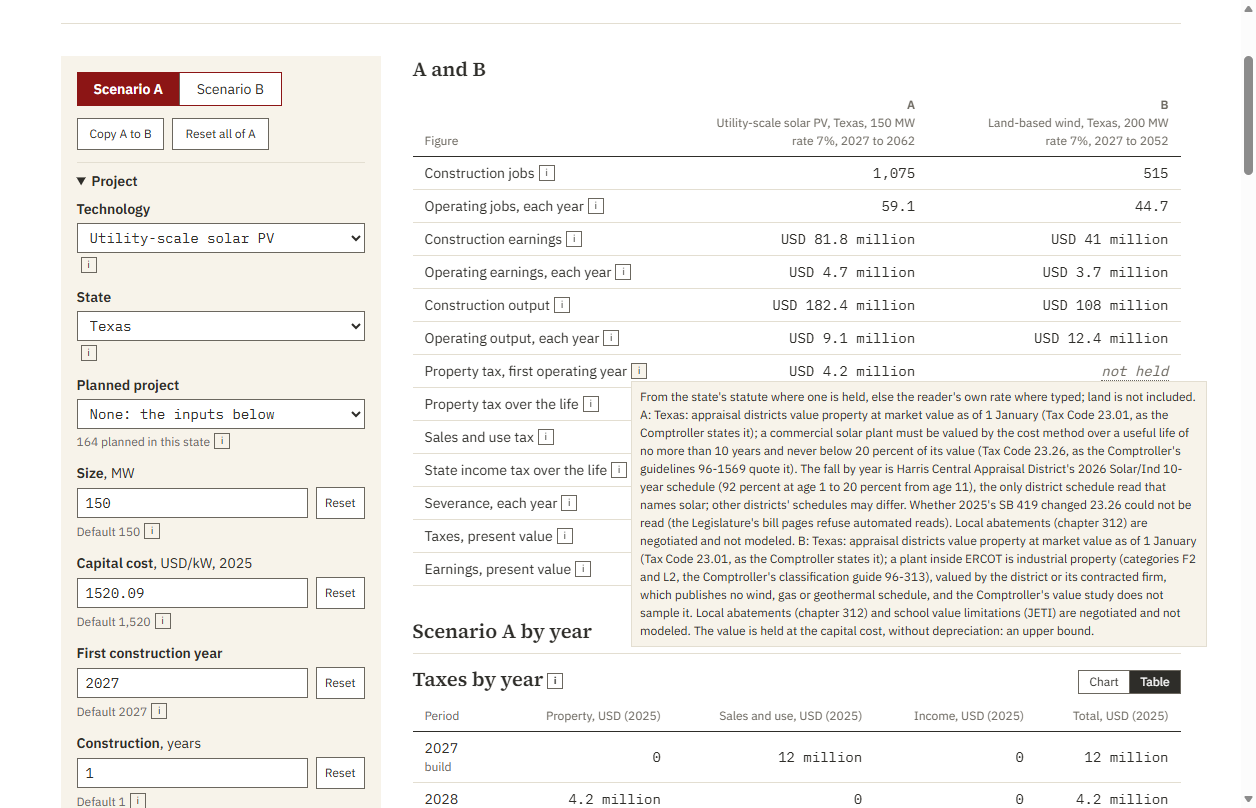 Scenario A
Scenario B
Copy A to B
Reset all of A
▼ Project
Technology
Utility-scale solar PV
i
State
Texas
i
Planned project
None: the inputs below
164 planned in this state i
Size, MW
150
Reset
Default 150 i
Capital cost, USD/kW, 2025
1520.09
Reset
Default 1,520 i
First construction year
2027
Reset
Default 2027 i
Construction, years
1
Reset
Default 1 i
A and B
A
B
Utility-scale solar PV, Texas, 150 MW
Land-based wind, Texas, 200 MW
Figure
rate 7%, 2027 to 2062
rate 7%, 2027 to 2052
Construction jobs i 1,075 515
Operating jobs, each year i 59.1 44.7
Construction earnings i USD 81.8 million USD 41 million
Operating earnings, each year i USD 4.7 million USD 3.7 million
Construction output i USD 182.4 million USD 108 million
Operating output, each year i USD 9.1 million USD 12.4 million
Property tax, first operating year i USD 4.2 million not held
Property tax over the life i
Sales and use tax i
State income tax over the life i
Severance, each year i
Taxes, present value i
Earnings, present value i
From the state's statute where one is held, else the reader's own rate where typed; land is not included.
A: Texas: appraisal districts value property at market value as of 1 January (Tax Code 23.01, as the
Comptroller states it); a commercial solar plant must be valued by the cost method over a useful life of
no more than 10 years and never below 20 percent of its value (Tax Code 23.26, as the Comptroller's
guidelines 96-1569 quote it). The fall by year is Harris Central Appraisal District's 2026 Solar/Ind 10-
year schedule (92 percent at age 1 to 20 percent from age 11), the only district schedule read that
names solar; other districts' schedules may differ. Whether 2025's SB 419 changed 23.26 could not be
read (the Legislature's bill pages refuse automated reads). Local abatements (chapter 312) are
negotiated and not modeled. B: Texas: appraisal districts value property at market value as of 1 January
(Tax Code 23.01, as the Comptroller states it); a plant inside ERCOT is industrial property (categories F2
and L2, the Comptroller's classification guide 96-313), valued by the district or its contracted firm,
which publishes no wind, gas or geothermal schedule, and the Comptroller's value study does not
sample it. Local abatements (chapter 312) and school value limitations (JETI) are negotiated and not
modeled. The value is held at the capital cost, without depreciation: an upper bound.
Scenario A by year
Taxes by year i
Chart
Table
Period Property, USD (2025) Sales and use, USD (2025) Income, USD (2025) Total, USD (2025)
2027
build
0 12 million 0 12 million
2028 4.2 million 0 0 4.2 million